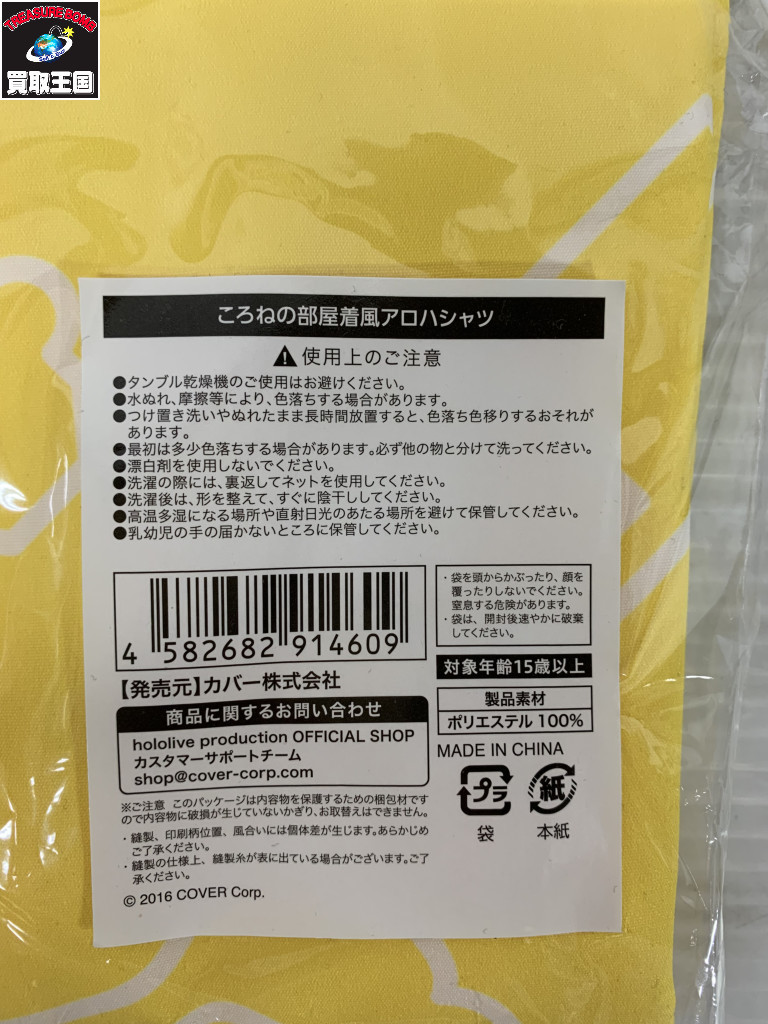 TREASURE BOMB
買取王国
ころねの部屋着風アロハシャツ
使用上のご注意
●タンブル乾燥機のご使用はお避けください。
●水ぬれ、摩擦等により、色落ちする場合があります。
●つけ置き洗いやぬれたまま長時間放置すると、色落ち色移りするおそれが
あります。
●最初は多少色落ちする場合があります。必ず他の物と分けて洗ってください。
●漂白剤を使用しないでください。
●洗濯の際には、裏返してネットを使用してください。
●洗濯後は、形を整えて、すぐに陰干ししてください。
●高温多湿になる場所や直射日光のあたる場所を避けて保管してください。
●乳幼児の手の届かないところに保管してください。
4 582682 914609
・袋を頭からかぶったり、顔を
覆ったりしないでください。
窒息する危険があります。
・袋は、開封後速やかに破棄
してください。
【発売元】カバー株式会社
対象年齢15歳以上
商品に関するお問い合わせ
hololive production OFFICIAL SHOP
カスタマーサポートチーム
shop@cover-corp.com
製品素材
ポリエステル 100%
MADE IN CHINA
プラ
袋
紙
本紙
※ご注意 このパッケージは内容物を保護するための梱包材です
ので内容物に破損が生じていないかぎり、お取替えはできません。
・縫製、印刷柄位置、風合いには個体差が生じます。あらかじめ
ご了承ください。
・縫製の仕様上、縫製糸が表に出ている場合がございます。ご了
承ください。
© 2016 COVER Corp.